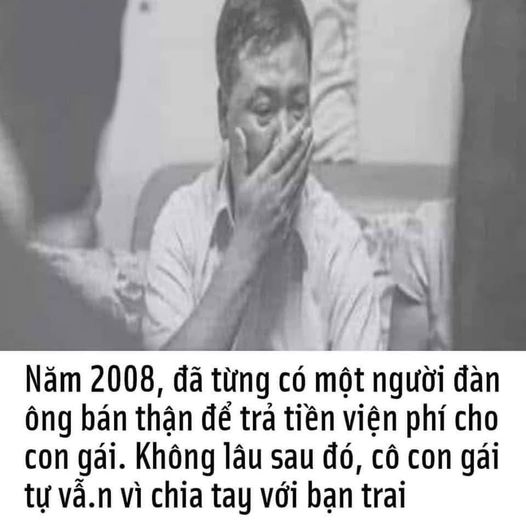 Năm 2008, đã từng có một người đàn
ông bán thận để trả tiền viện phí cho
con gái. Không lâu sau đó, cô con gái
tự vẫ.n vì chia tay với bạn trai